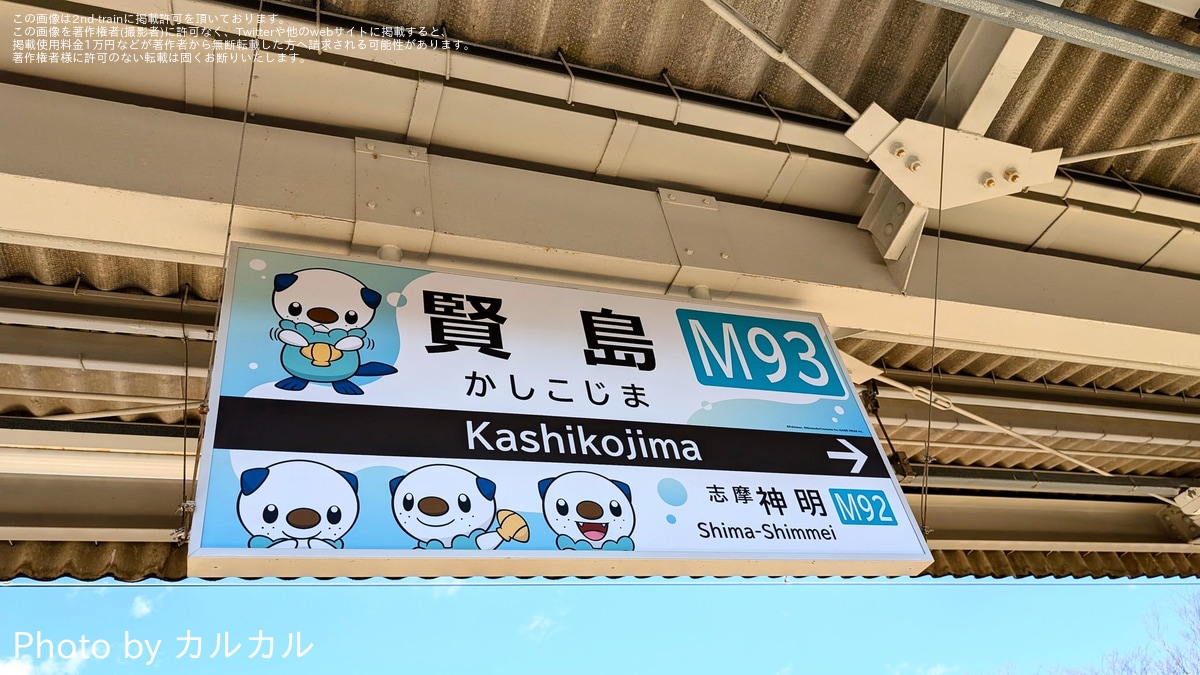 この画像は2nd-trainに掲載許可を頂いております。
この画像を著作権者(撮影者)に許可なく、Twitterや他のwebサイトに掲載すると、
掲載使用料金1万円などが著作者から無断転載した方へ請求される可能性があります。
著作権者様に許可のない転載は固くお断りいたします。
賢島 M93
かしこじま
Kashikojima →
志摩神明 M92
Shima-Shimmei
Photo by カルカル